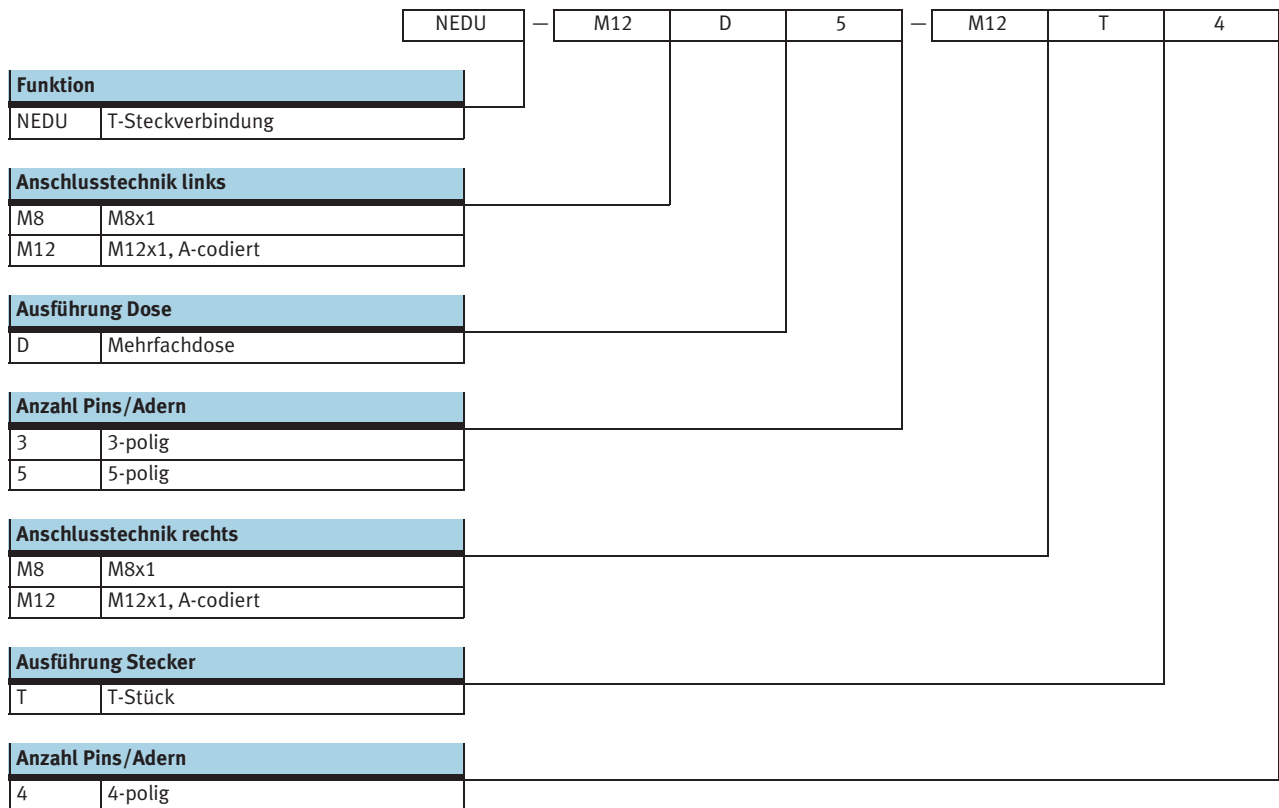 NEDU — M12 D 5 — M12 T 4
Funktion
NEDU T-Steckverbindung
Anschlusstechnik links
M8 M8x1
M12 M12x1, A-codiert
Ausführung Dose
D Mehrfachdose
Anzahl Pins/Adern
3 3-polig
5 5-polig
Anschlusstechnik rechts
M8 M8x1
M12 M12x1, A-codiert
Ausführung Stecker
T T-Stück
Anzahl Pins/Adern
4 4-polig